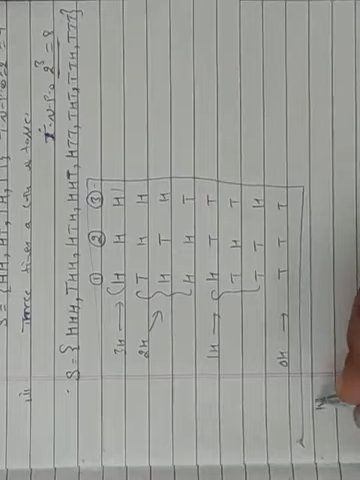 S = {HH, HT, TH, TT}
iii) Three times a coin is toss.
2³ = 8
S = {HHH, THH, HTH, HHT, HTT, THT, TTH, TTT}
① ② ③
3H → H H H
2H → T H H
H T H
H H T
1H → H T T
T H T
T T H
0H → T T T